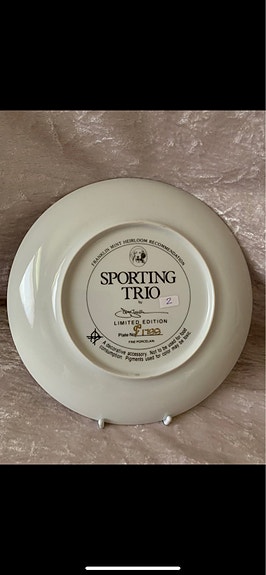 FRANKLIN MINT HEIRLOOM RECOMMENDATION
SPORTING
TRIO
2
by
LIMITED EDITION
Plate No.
FINE PORCELAIN
A decorative accessory. Not to be used for food
consumption. Pigments used for color may be toxic.